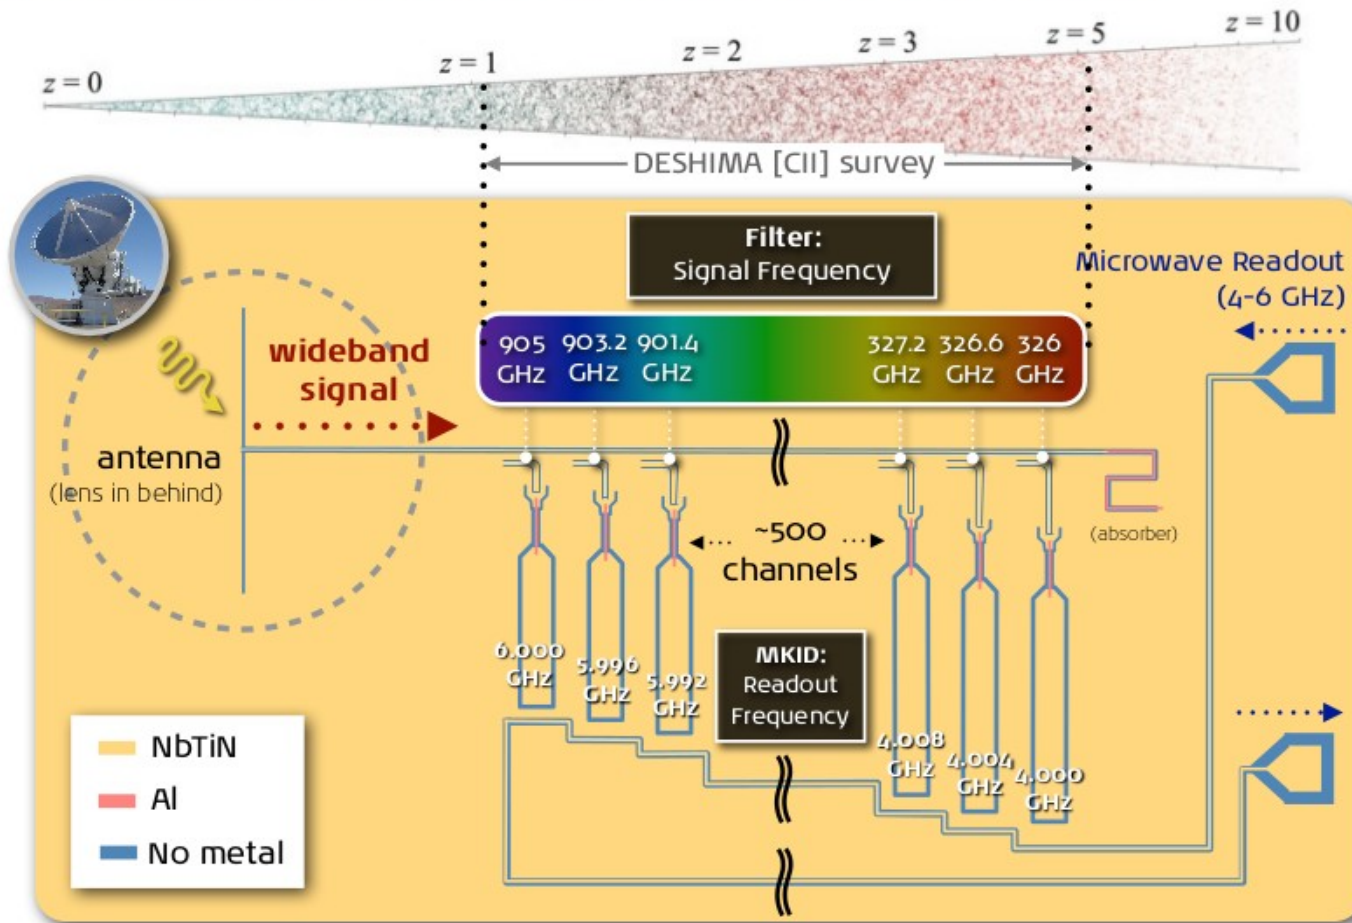 z = 0
z = 1
z = 2
z = 3
z = 5
z = 10
DESHIMA [CII] survey
Filter:
Signal Frequency
Microwave Readout
(4-6 GHz)
wideband
signal
905
GHz
903.2
GHz
901.4
GHz
327.2
GHz
326.6
GHz
326
GHz
antenna
(lens in behind)
~500
channels
(absorber)
6.000
GHz
5.996
GHz
5.992
GHz
MKID:
Readout
Frequency
4.008
GHz
4.004
GHz
4.000
GHz
NbTiN
Al
No metal